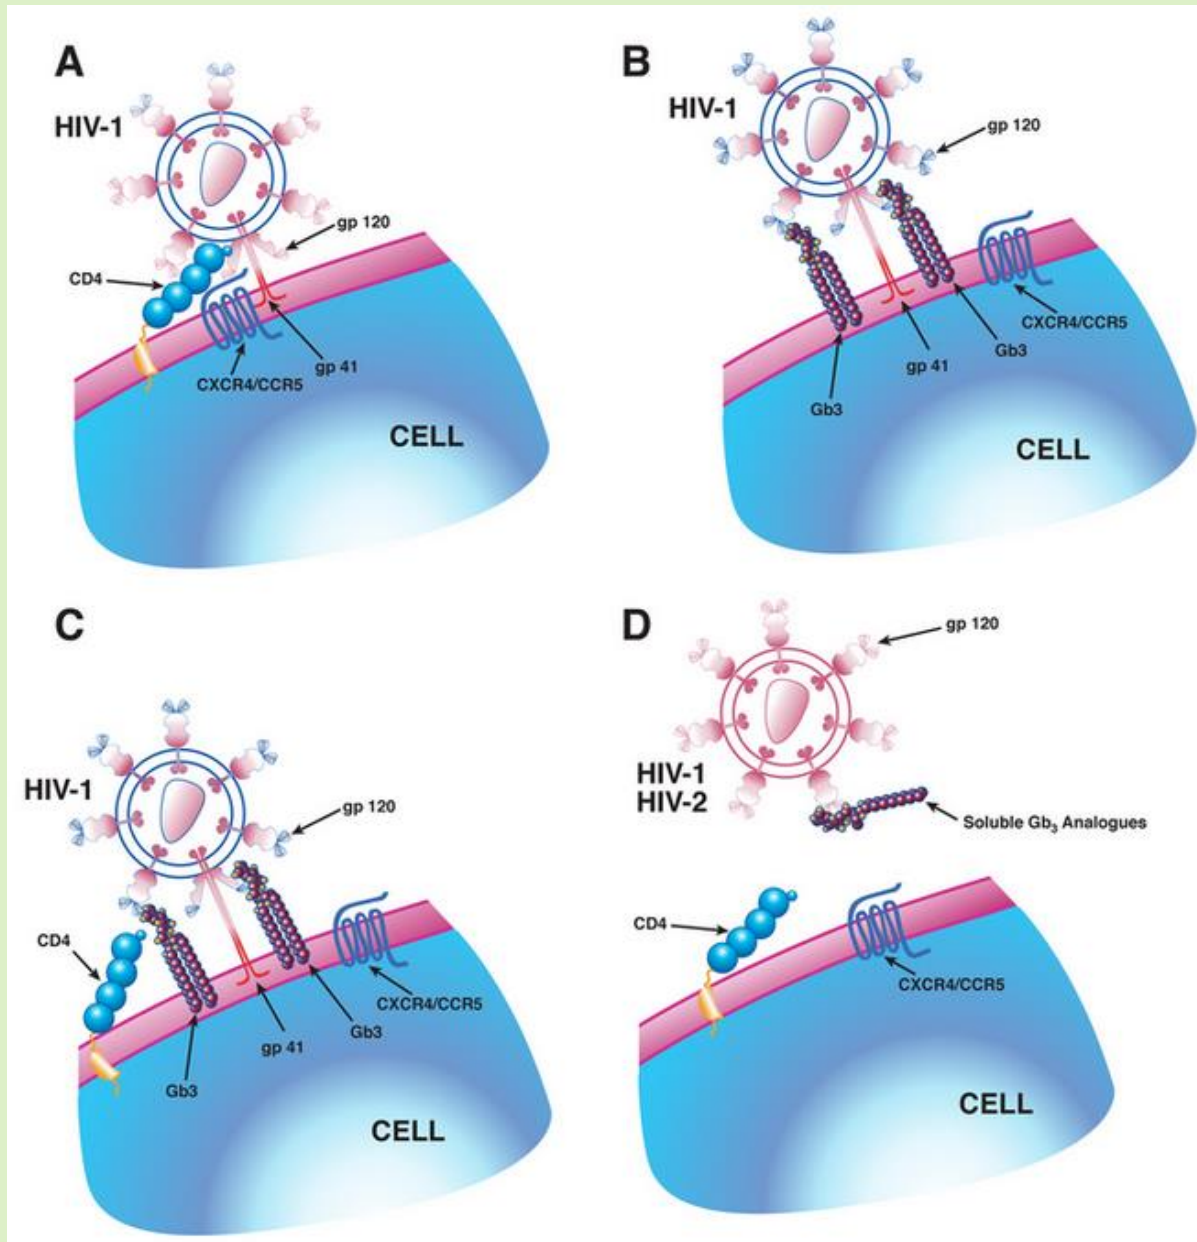 A
HIV-1
gp 120
CD4
gp 41
CXCR4/CCR5
CELL
B
HIV-1
gp 120
CXCR4/CCR5
Gb3
gp 41
Gb3
CELL
C
HIV-1
gp 120
CD4
CXCR4/CCR5
Gb3
gp 41
Gb3
CELL
D
gp 120
HIV-1
HIV-2
Soluble Gb₃ Analogues
CD4
CXCR4/CCR5
CELL